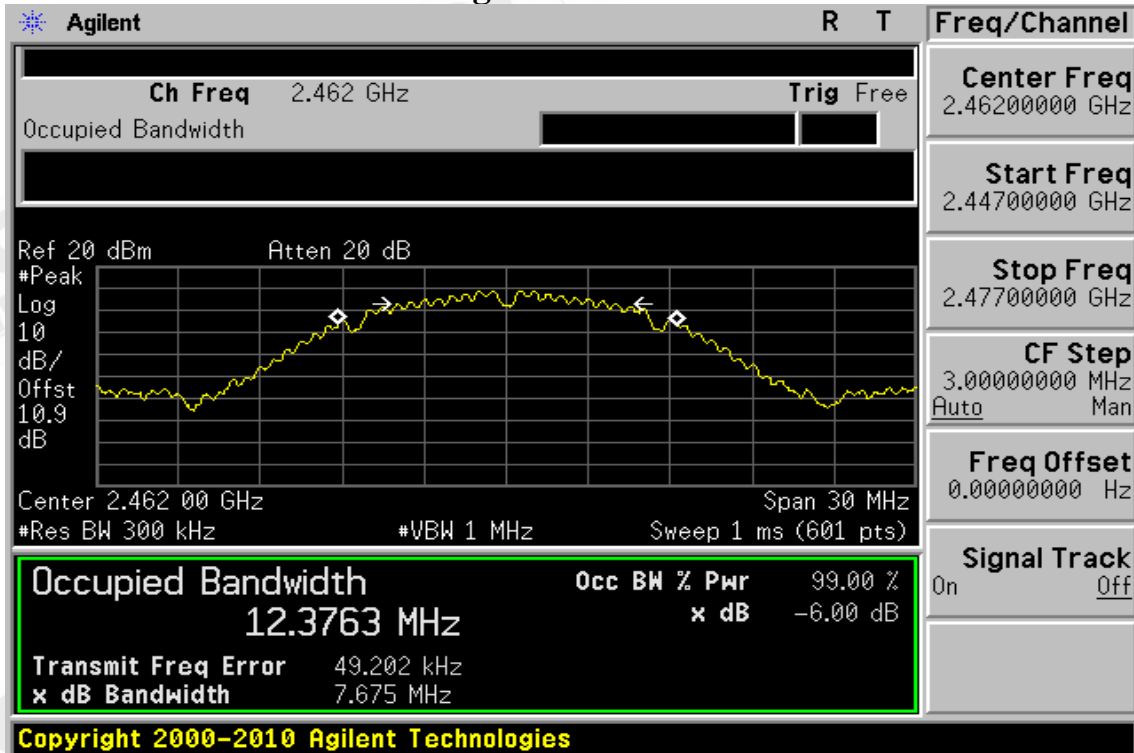 Agilent R T
Freq/Channel
Ch Freq 2.462 GHz Trig Free
Occupied Bandwidth
Center Freq
2.46200000 GHz
Start Freq
2.44700000 GHz
Stop Freq
2.47700000 GHz
CF Step
3.00000000 MHz
Auto Man
Freq Offset
0.00000000 Hz
Signal Track
On Off
Ref 20 dBm Atten 20 dB
#Peak
Log
10
dB/
Offst
10.9
dB
Center 2.462 00 GHz Span 30 MHz
#Res BW 300 kHz #VBW 1 MHz Sweep 1 ms (601 pts)
Occupied Bandwidth Occ BW % Pwr 99.00 %
12.3763 MHz x dB -6.00 dB
Transmit Freq Error 49.202 kHz
x dB Bandwidth 7.675 MHz
Copyright 2000-2010 Agilent Technologies